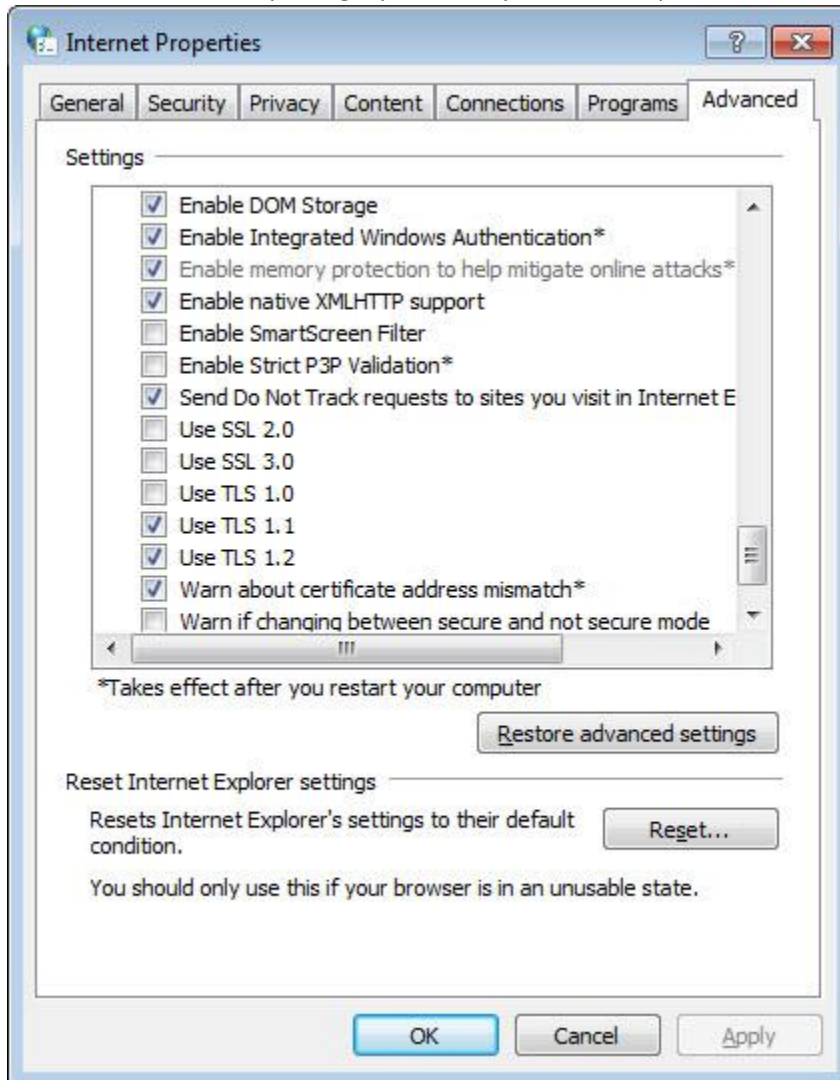 Internet Properties
General Security Privacy Content Connections Programs Advanced
Settings
Enable DOM Storage
Enable Integrated Windows Authentication*
Enable memory protection to help mitigate online attacks*
Enable native XMLHTTP support
Enable SmartScreen Filter
Enable Strict P3P Validation*
Send Do Not Track requests to sites you visit in Internet E
Use SSL 2.0
Use SSL 3.0
Use TLS 1.0
Use TLS 1.1
Use TLS 1.2
Warn about certificate address mismatch*
Warn if changing between secure and not secure mode
*Takes effect after you restart your computer
Restore advanced settings
Reset Internet Explorer settings
Resets Internet Explorer's settings to their default
condition.
Reset...
You should only use this if your browser is in an unusable state.
OK Cancel Apply